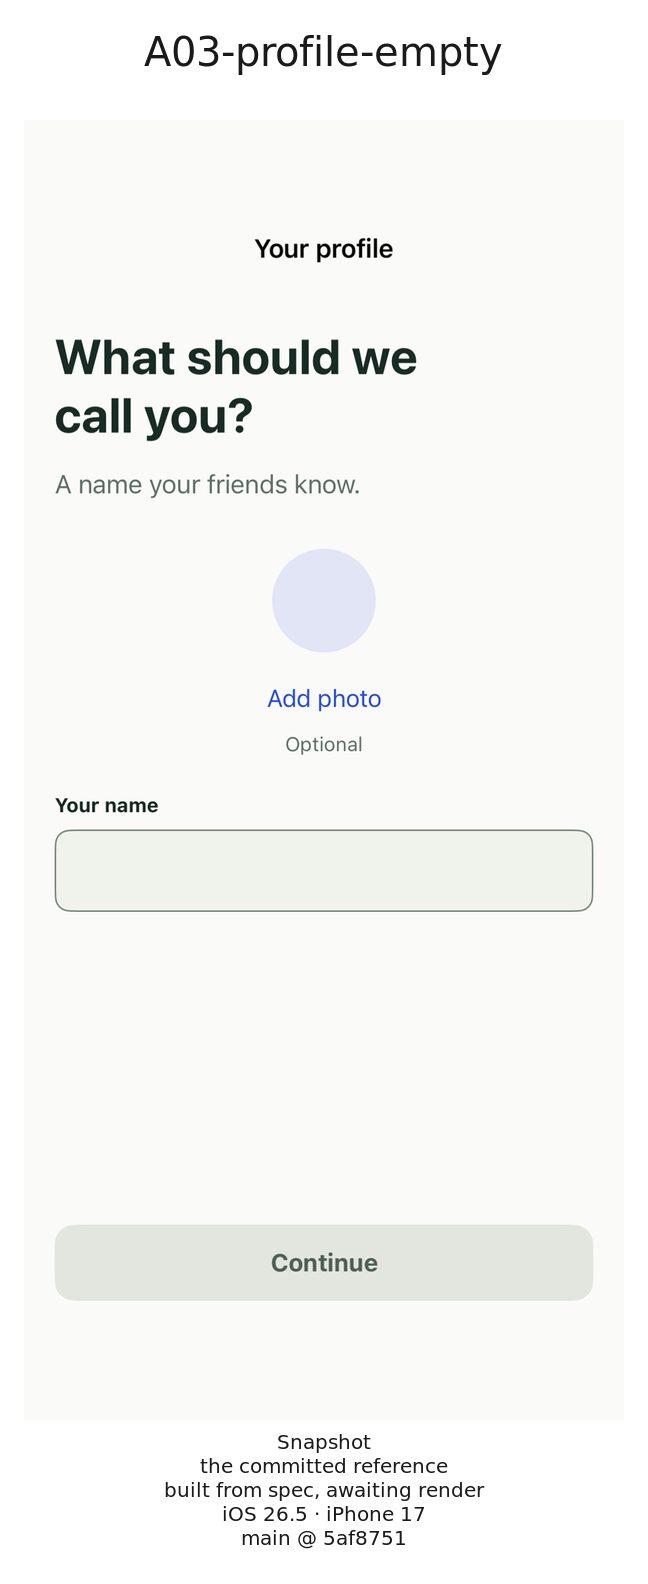 A03-profile-empty
Your profile
What should we
call you?
A name your friends know.
Add photo
Optional
Your name
Continue
Snapshot
the committed reference
built from spec, awaiting render
iOS 26.5 · iPhone 17
main @ 5af8751